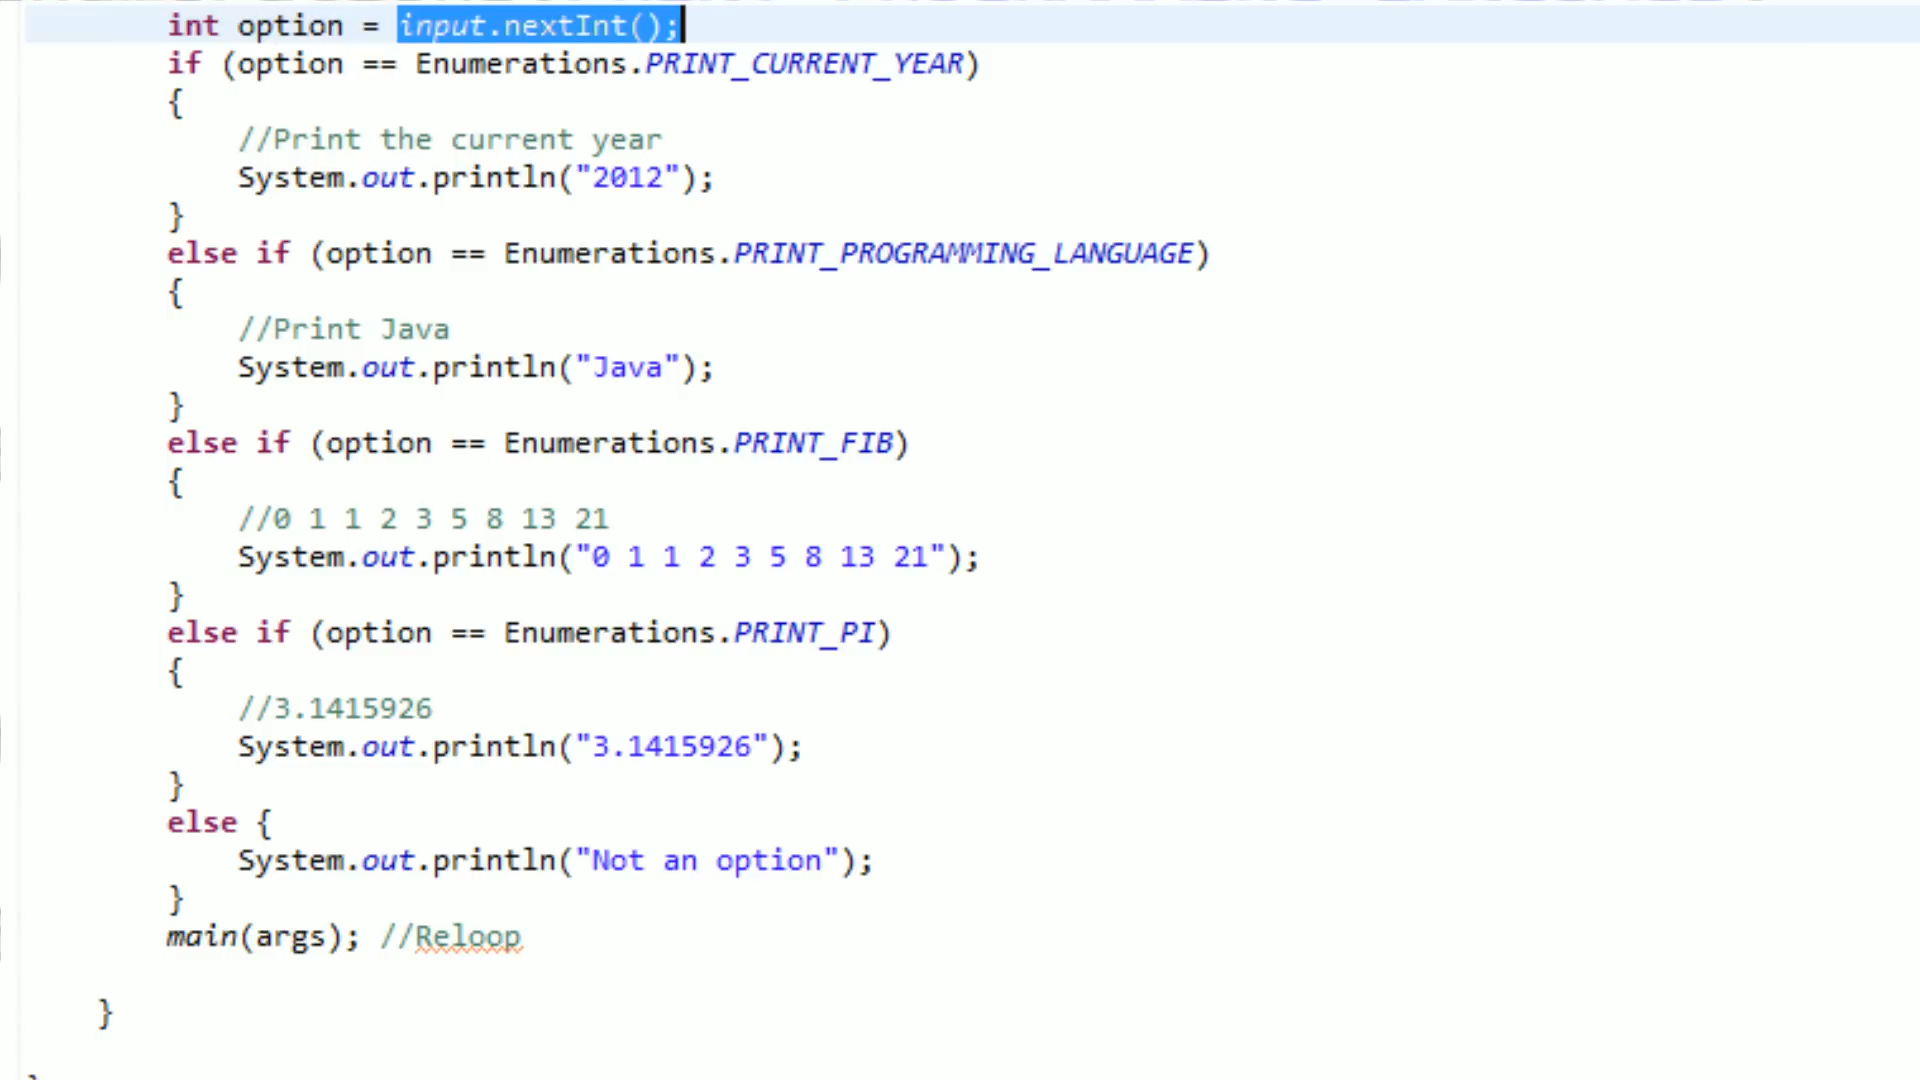 int option = input.nextInt();
if (option == Enumerations.PRINT_CURRENT_YEAR)
{
//Print the current year
System.out.println("2012");
}
else if (option == Enumerations.PRINT_PROGRAMMING_LANGUAGE)
{
//Print Java
System.out.println("Java");
}
else if (option == Enumerations.PRINT_FIB)
{
//0 1 1 2 3 5 8 13 21
System.out.println("0 1 1 2 3 5 8 13 21");
}
else if (option == Enumerations.PRINT_PI)
{
//3.1415926
System.out.println("3.1415926");
}
else {
System.out.println("Not an option");
}
main(args); //Reloop
}